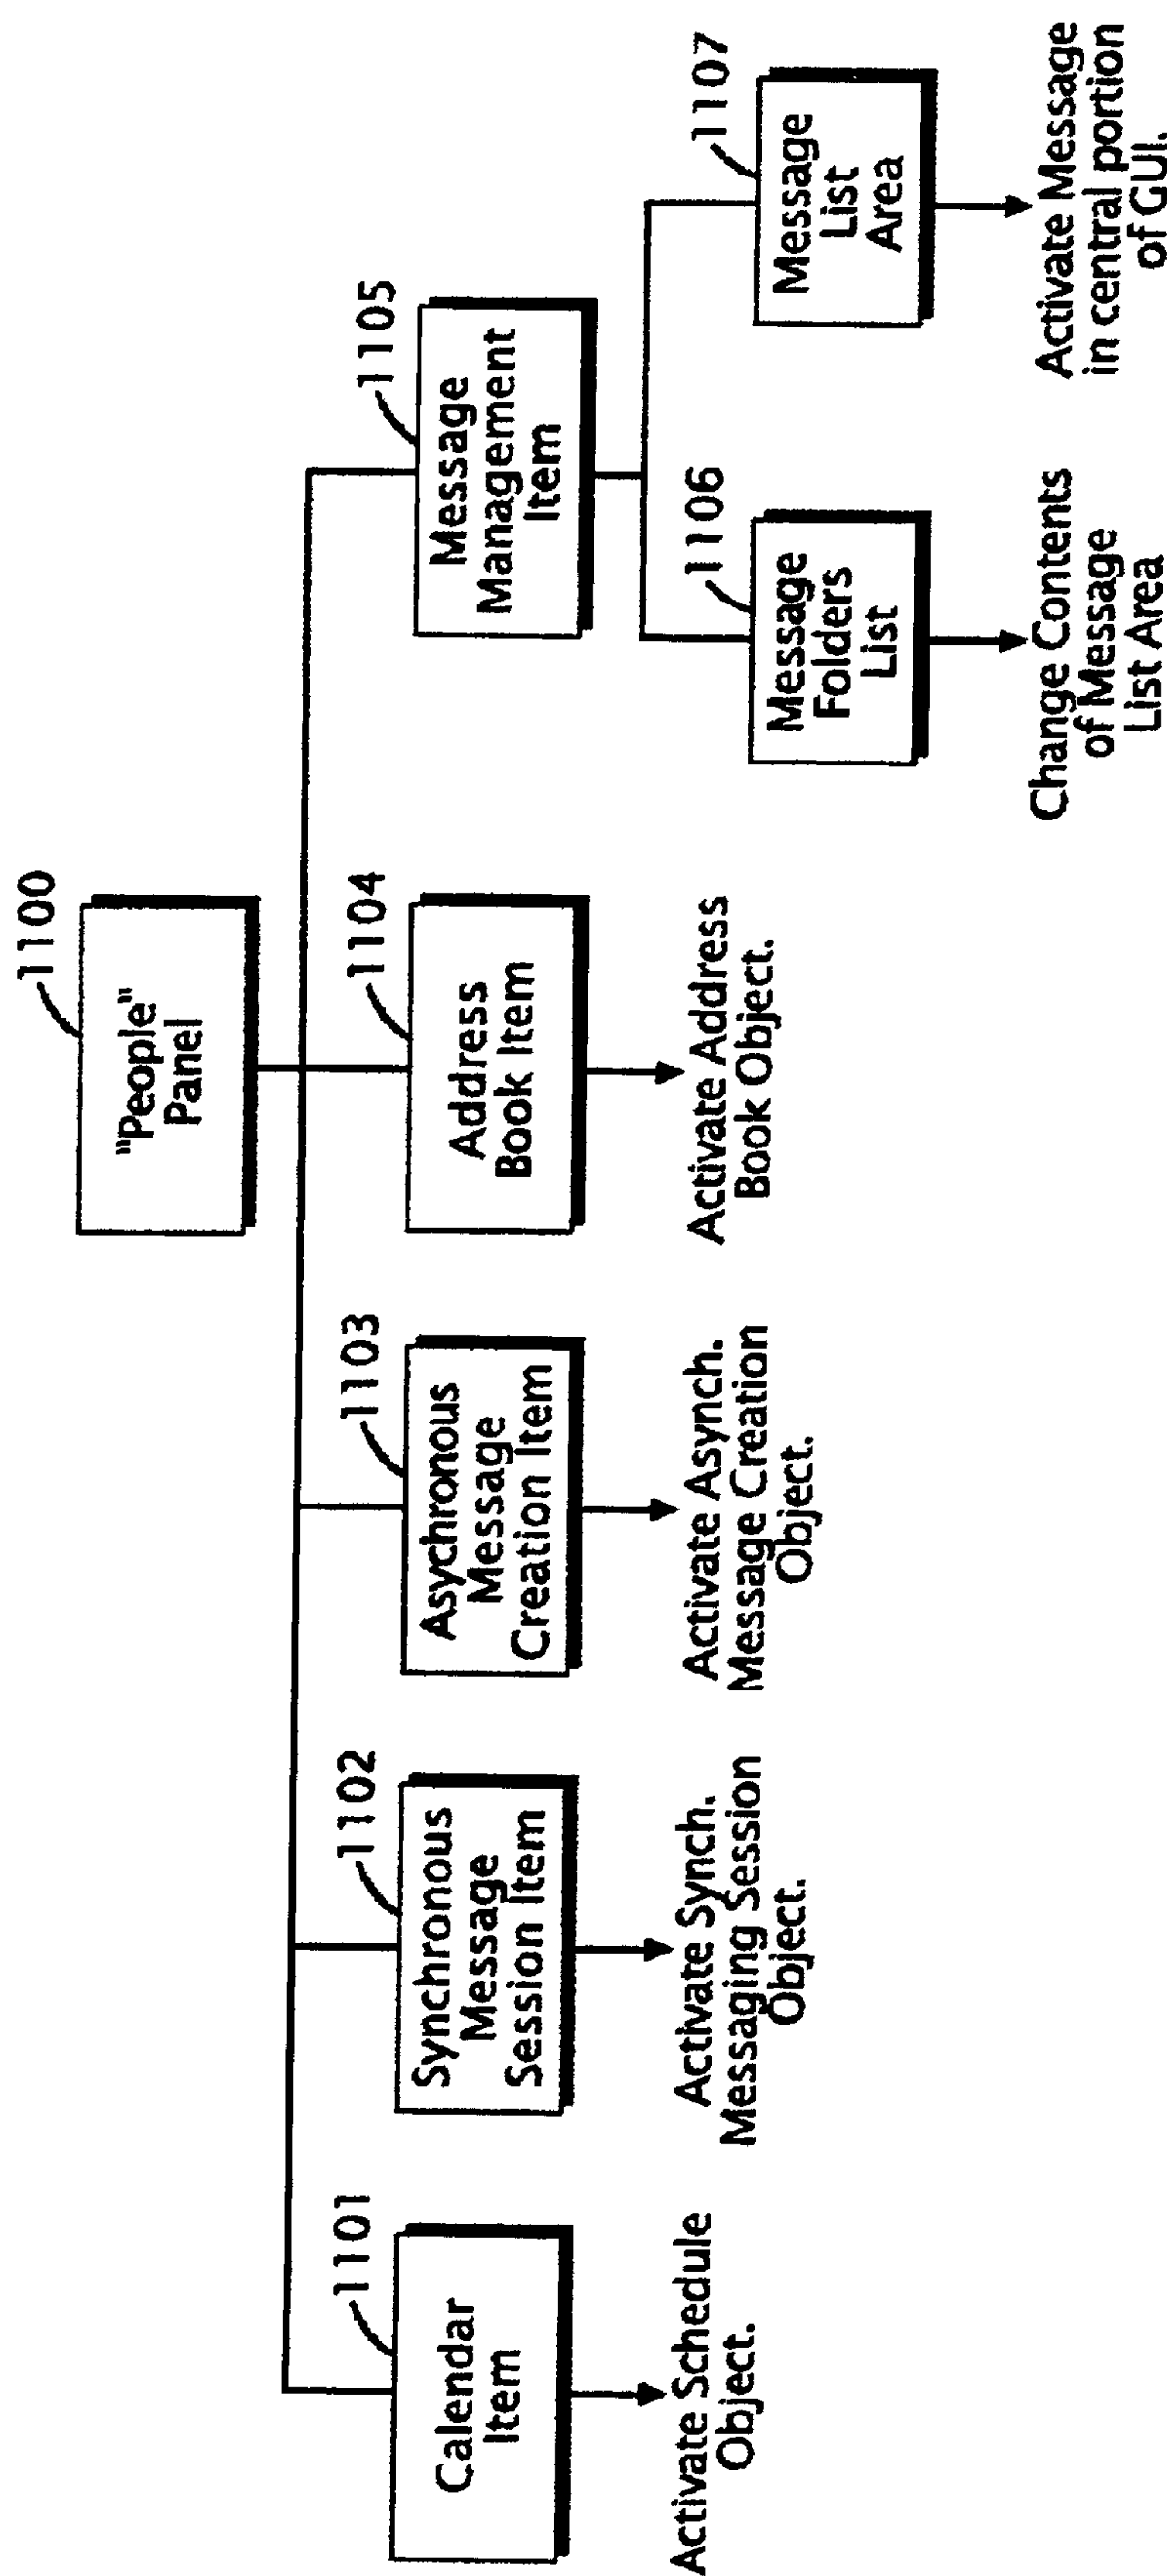 1100
"People"
Panel
1101
Calendar
Item
Activate Schedule
Object.
1102
Synchronous
Message
Session Item
Activate Synch.
Messaging Session
Object.
1103
Asychronous
Message
Creation Item
Activate Asynch.
Message Creation
Object.
1104
Address
Book Item
Activate Address
Book Object.
1105
Message
Management
Item
1106
Message
Folders
List
Change Contents
of Message
List Area
1107
Message
List
Area
Activate Message
in central portion
of GUI.